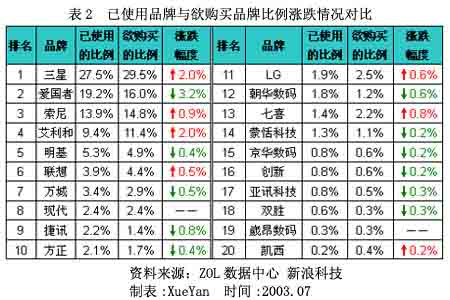 表2 已使用品牌与欲购买品牌比例涨跌情况对比
排名 品牌 已使用的比例 欲购买的比例 涨跌幅度 排名 品牌 已使用的比例 欲购买的比例 涨跌幅度
1 三星 27.5% 29.5% ↑2.0% 11 LG 1.9% 2.5% ↑0.6%
2 爱国者 19.2% 16.0% ↓3.2% 12 朝华数码 1.8% 1.2% ↓0.6%
3 索尼 13.9% 14.8% ↑0.9% 13 七喜 1.4% 2.2% ↑0.8%
4 艾利和 9.4% 11.4% ↑2.0% 14 蒙恬科技 1.3% 1.1% ↓0.2%
5 明基 5.3% 4.9% ↓0.4% 15 京华数码 0.8% 0.6% ↓0.2%
6 联想 3.9% 4.4% ↑0.5% 16 创新 0.8% 0.6% ↓0.2%
7 万城 3.4% 2.9% ↓0.5% 17 亚讯科技 0.8% 0.5% ↓0.3%
8 现代 2.4% 2.4% —— 18 双胜 0.6% 0.3% ↓0.3%
9 捷讯 2.2% 1.4% ↓0.8% 19 0.3% 0.3% ——
10 方正 2.1% 1.7% ↓0.4% 20 凯西 0.2% 0.4% ↑0.2%
资料来源：ZOL数据中心 新浪科技
制表:XueYan 时间:2003.07